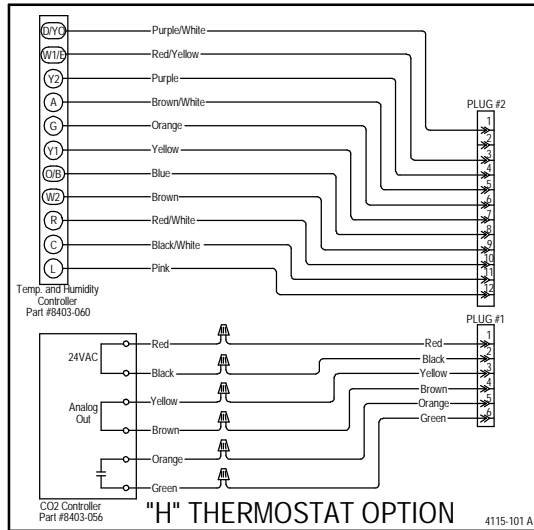 D/YO Purple/White
W1/E Red/Yellow
Y2 Purple
A Brown/White
G Orange
Y1 Yellow
O/B Blue
W2 Brown
R Red/White
C Black/White
L Pink
Temp. and Humidity
Controller
Part #8403-060
PLUG #2
1
2
3
4
5
6
7
8
9
10
11
12
PLUG #1
24VAC
Red Red 1
Black Black 2
Analog
Out
Yellow Yellow 3
Brown Brown 4
Orange Orange 5
Green Green 6
CO2 Controller
Part #8403-056
"H" THERMOSTAT OPTION
4115-101 A